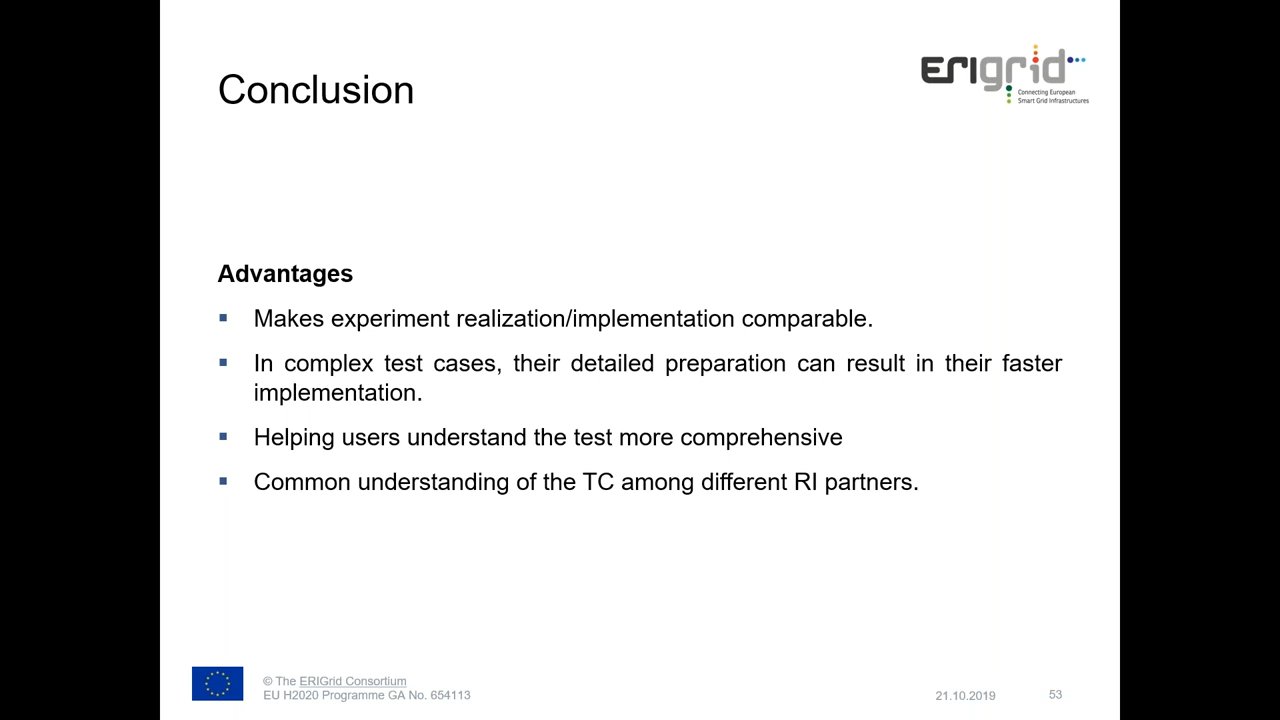 Conclusion
ERIgrid
Connecting European
Smart Grid Infrastructures
Advantages
Makes experiment realization/implementation comparable.
In complex test cases, their detailed preparation can result in their faster
implementation.
Helping users understand the test more comprehensive
Common understanding of the TC among different RI partners.
© The ERIGrid Consortium
EU H2020 Programme GA No. 654113
21.10.2019
53